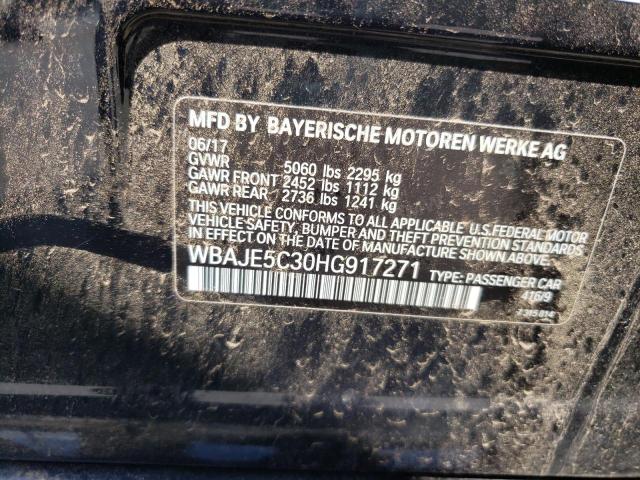 MFD BY BAYERISCHE MOTOREN WERKE AG
06/17
GVWR 5060 lbs 2295 kg
GAWR FRONT 2452 lbs 1112 kg
GAWR REAR 2736 lbs 1241 kg
THIS VEHICLE CONFORMS TO ALL APPLICABLE U.S. FEDERAL MOTOR
VEHICLE SAFETY, BUMPER AND THEFT PREVENTION
STANDARDS IN EFFECT ON THE DATE OF MANUFACTURE SHOWN ABOVE.
WBAJE5C30HG917271 TYPE: PASSENGER CAR
416/9